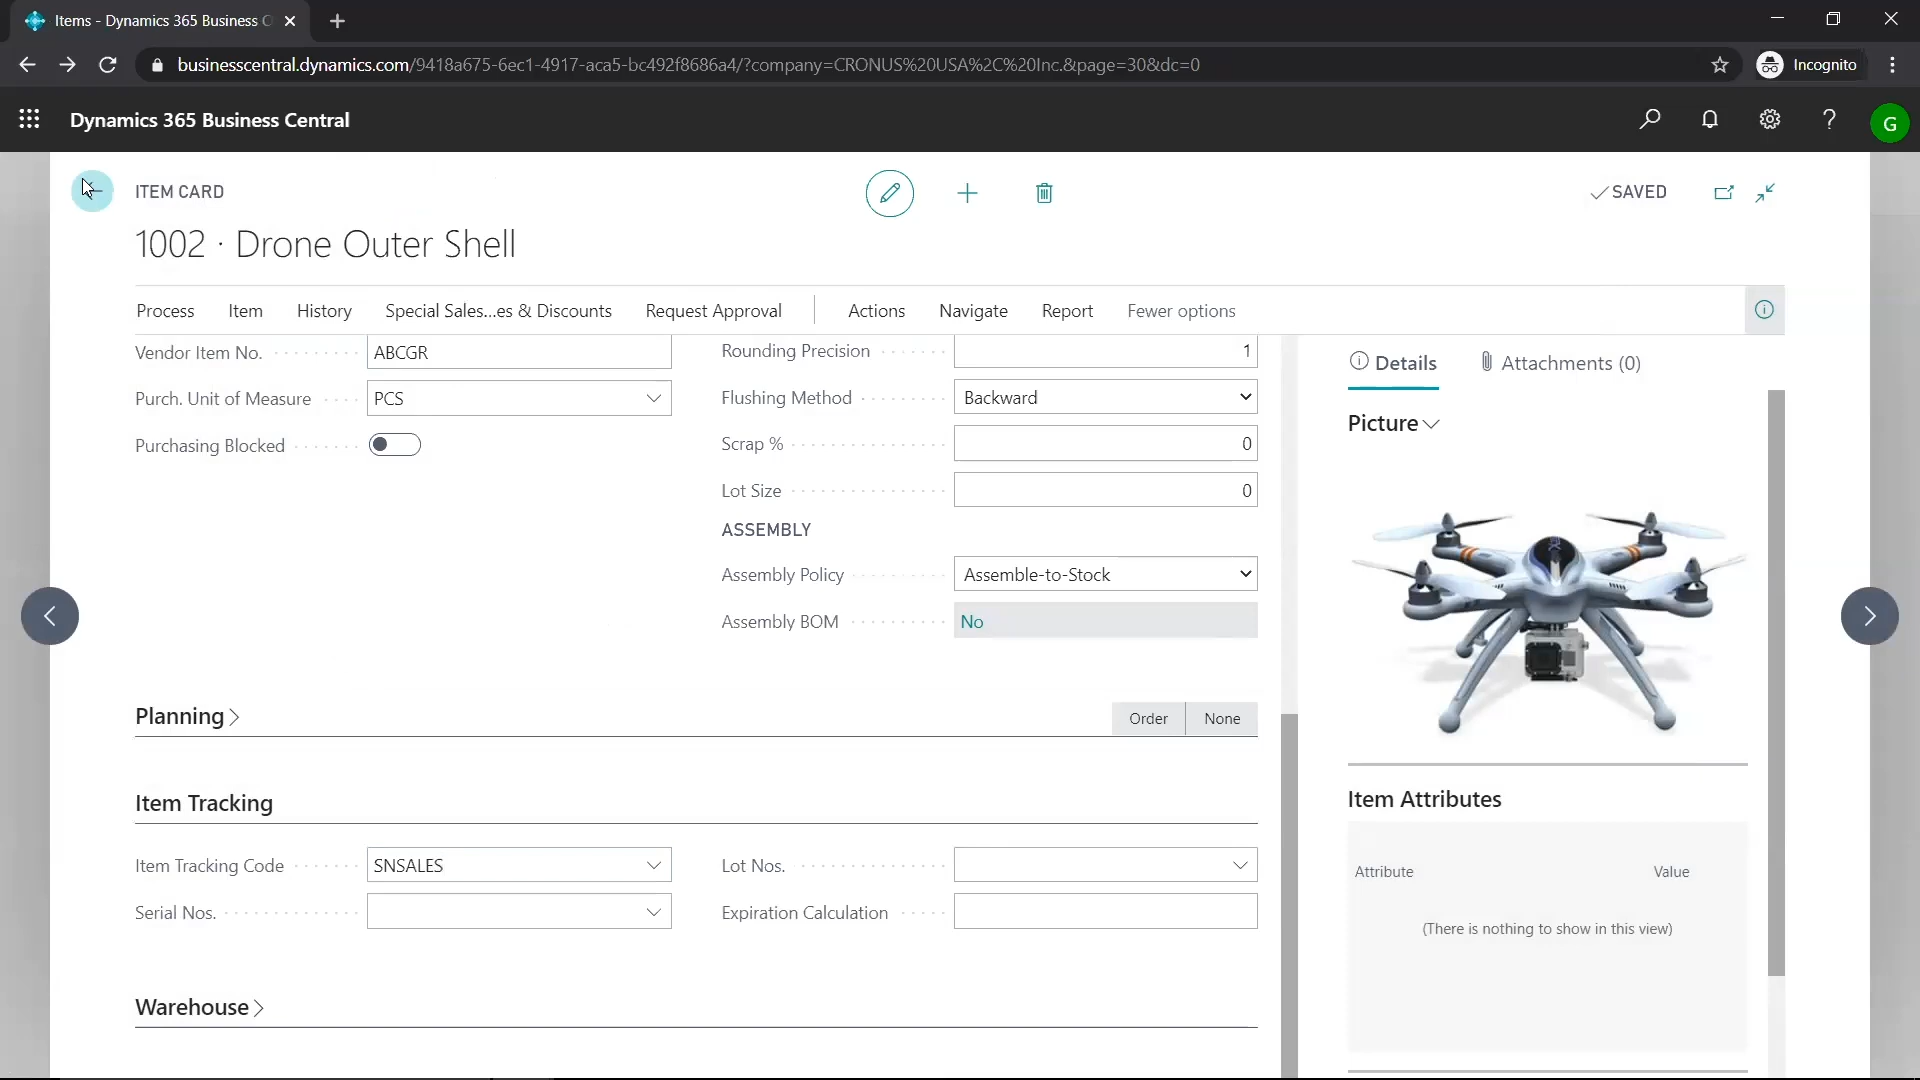 Items - Dynamics 365 Business C
businesscentral.dynamics.com/9418a675-6ec1-4917-aca5-bc492f8686a4/?company=CRONUS%20USA%2C%20Inc.&page=30&dc=0
Incognito
Dynamics 365 Business Central
G
ITEM CARD
SAVED
1002 · Drone Outer Shell
Process Item History Special Sales...es & Discounts Request Approval Actions Navigate Report Fewer options
Vendor Item No. ABCGR
Purch. Unit of Measure PCS
Purchasing Blocked
Rounding Precision 1
Flushing Method Backward
Scrap % 0
Lot Size 0
ASSEMBLY
Assembly Policy Assemble-to-Stock
Assembly BOM No
Planning
Order None
Item Tracking
Item Tracking Code SNSALES
Serial Nos.
Lot Nos.
Expiration Calculation
Warehouse
Details Attachments (0)
Picture
Item Attributes
Attribute Value
(There is nothing to show in this view)